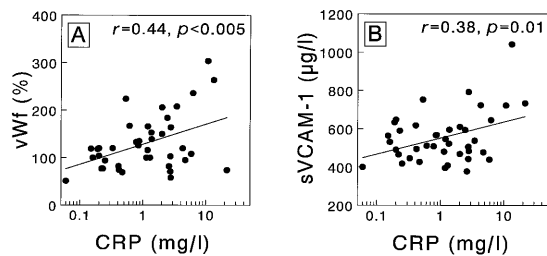 A
r=0.44, p<0.005
vWf (%)
400
300
200
100
0
0.1
1
10
CRP (mg/l)
B
r=0.38, p=0.01
sVCAM-1 (µg/l)
1200
1000
800
600
400
200
0.1
1
10
CRP (mg/l)